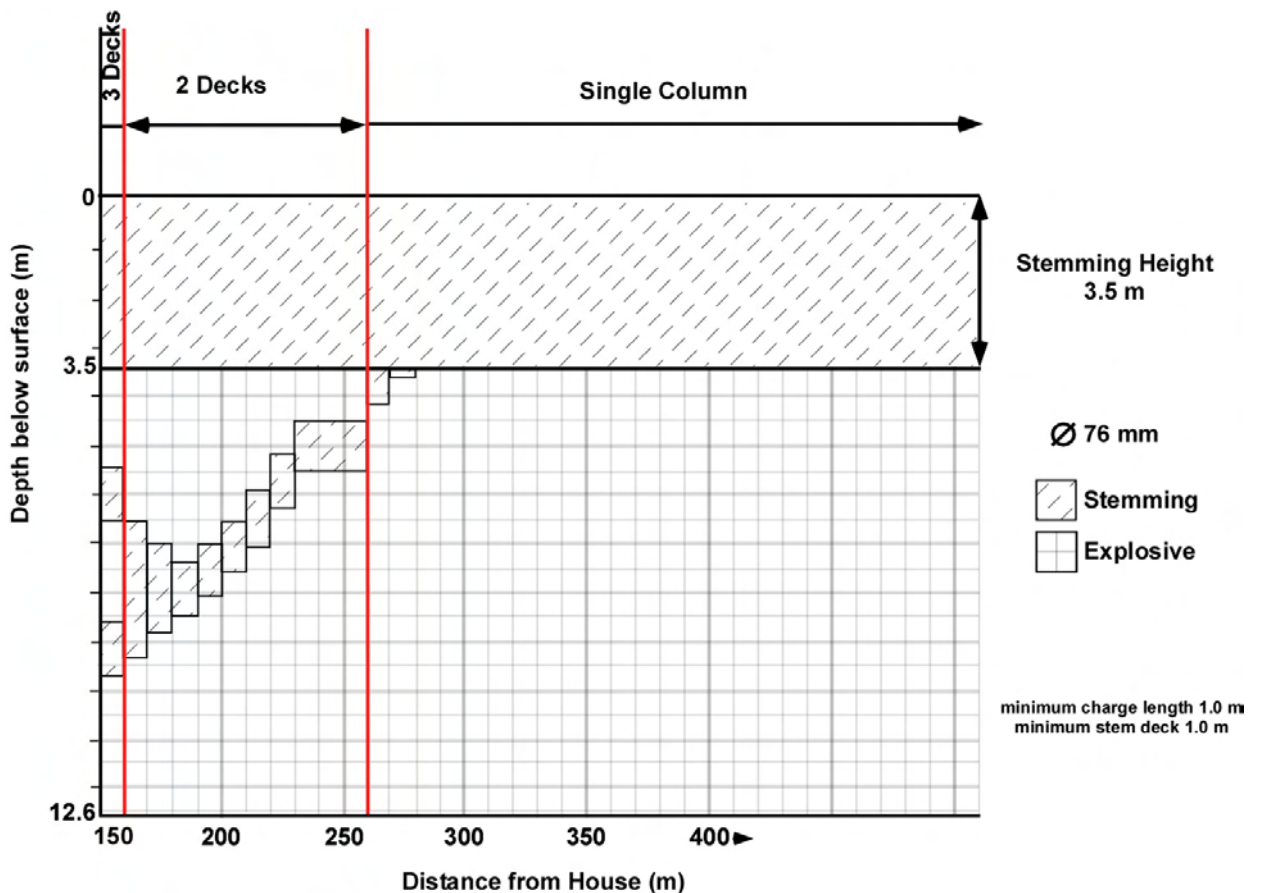 3 Decks
2 Decks
Single Column
0
Stemming Height
3.5 m
3.5
Depth below surface (m)
Ø 76 mm
Stemming
Explosive
minimum charge length 1.0 m
minimum stem deck 1.0 m
12.6
150 200 250 300 350 400
Distance from House (m)